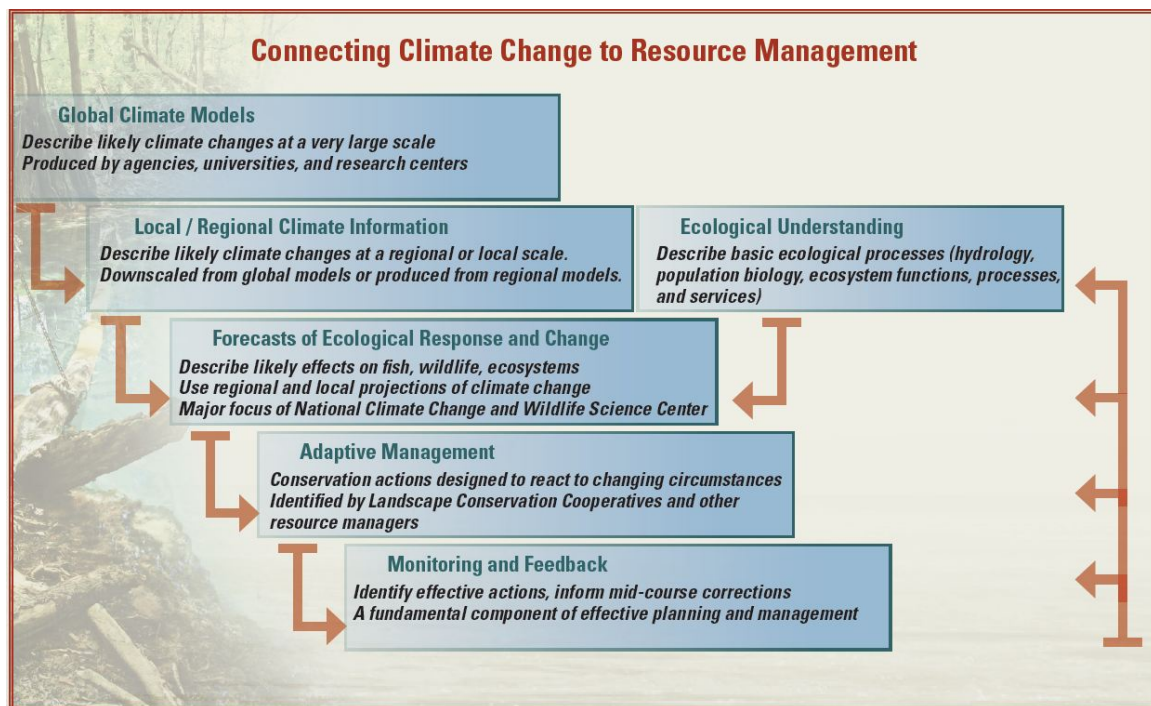 Connecting Climate Change to Resource Management
Global Climate Models
Describe likely climate changes at a very large scale
Produced by agencies, universities, and research centers
Local / Regional Climate Information
Describe likely climate changes at a regional or local scale.
Downscaled from global models or produced from regional models.
Ecological Understanding
Describe basic ecological processes (hydrology,
population biology, ecosystem functions, processes,
and services)
Forecasts of Ecological Response and Change
Describe likely effects on fish, wildlife, ecosystems
Use regional and local projections of climate change
Major focus of National Climate Change and Wildlife Science Center
Adaptive Management
Conservation actions designed to react to changing circumstances
Identified by Landscape Conservation Cooperatives and other
resource managers
Monitoring and Feedback
Identify effective actions, inform mid-course corrections
A fundamental component of effective planning and management